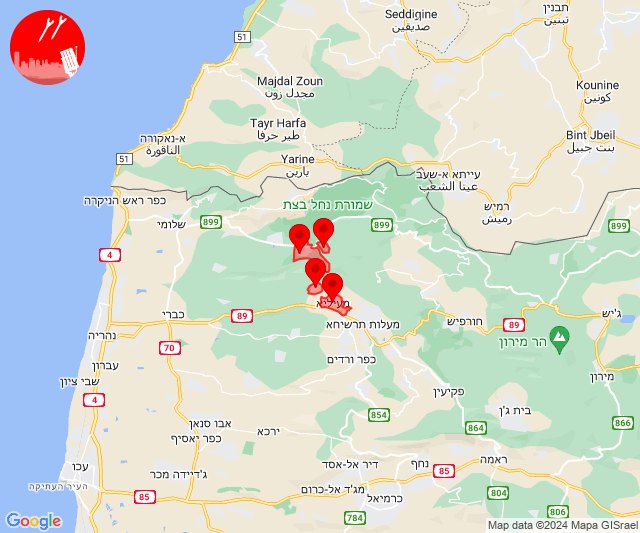 Seddigine
صديقين
תבנין
تبنين
51
Majdal Zoun
مجدل زون
Kounine
كونين
Tayr Harfa
طير حرفا
Bint Jbeil
بنت جبيل
א-נאקורה
الناقورة
51
Yarine
يارين
עייתא א-שעב
عيتا الشعب
רמיש
رميش
כפר ראש הניקרה
שמורת נחל בצת
899
שלומי
899
4
מעיליא
כברי
89
מעלות תרשיחא
חורפיש
89
ג'יש
נהריה
70
הר מירון
כפר ורדים
עברון
מירון
שבי ציון
פקיעין
4
854
בית ג'ן
866
אבו סנאן
ירכא
864
כפר יאסיף
עכו
ג'דיידה מכר
דיר אל-אסד
נחף
ראמה
העיר העתיקה
85
85
מג'ד אל-כרום
כרמיאל
804
806
784
Google
Map data ©2024 Mapa GISrael